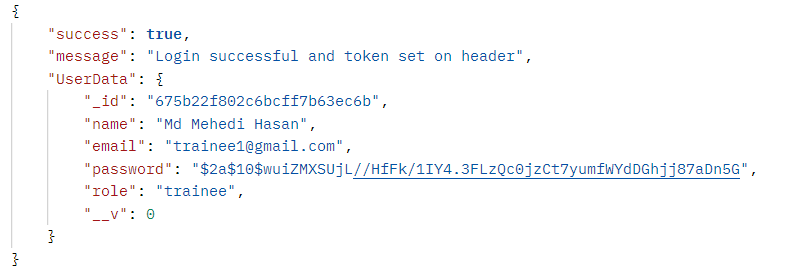 {
"success": true,
"message": "Login successful and token set on header",
"UserData": {
"_id": "675b22f802c6bcff7b63ec6b",
"name": "Md Mehedi Hasan",
"email": "trainee1@gmail.com",
"password": "$2a$10$wuiZMXSUjL//HfFk/1IY4.3FLzQc0jzCt7yumfWYdDGhjj87aDn5G",
"role": "trainee",
"__v": 0
}
}